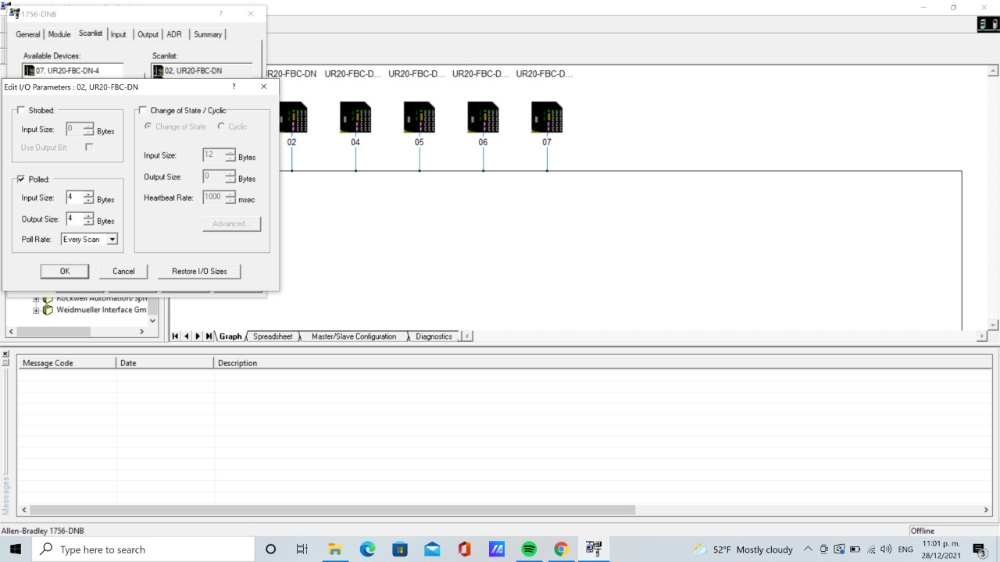 1756-DNB
General Module Scanlist Input Output ADR Summary
Available Devices: Scanlist:
07, UR20-FBC-DN-4 02, UR20-FBC-DN
R20-FBC-DN UR20-FBC-D... UR20-FBC-D... UR20-FBC-D... UR20-FBC-D...
02 04 05 06 07
Edit I/O Parameters : 02, UR20-FBC-DN
Strobed:
Input Size: 0 Bytes
Use Output Bit:
Polled:
Input Size: 4 Bytes
Output Size: 4 Bytes
Poll Rate: Every Scan
Change of State / Cyclic
Change of State Cyclic
Input Size: 12 Bytes
Output Size: 0 Bytes
Heartbeat Rate: 1000 msec
Advanced...
OK Cancel Restore I/O Sizes
Rockwell Automation/Spre
Weidmueller Interface Gm
Graph Spreadsheet Master/Slave Configuration Diagnostics
Message Code Date Description
Messages
Allen-Bradley 1756-DNB Offline
Type here to search
52°F Mostly cloudy ENG
11:01 p. m.
28/12/2021
3